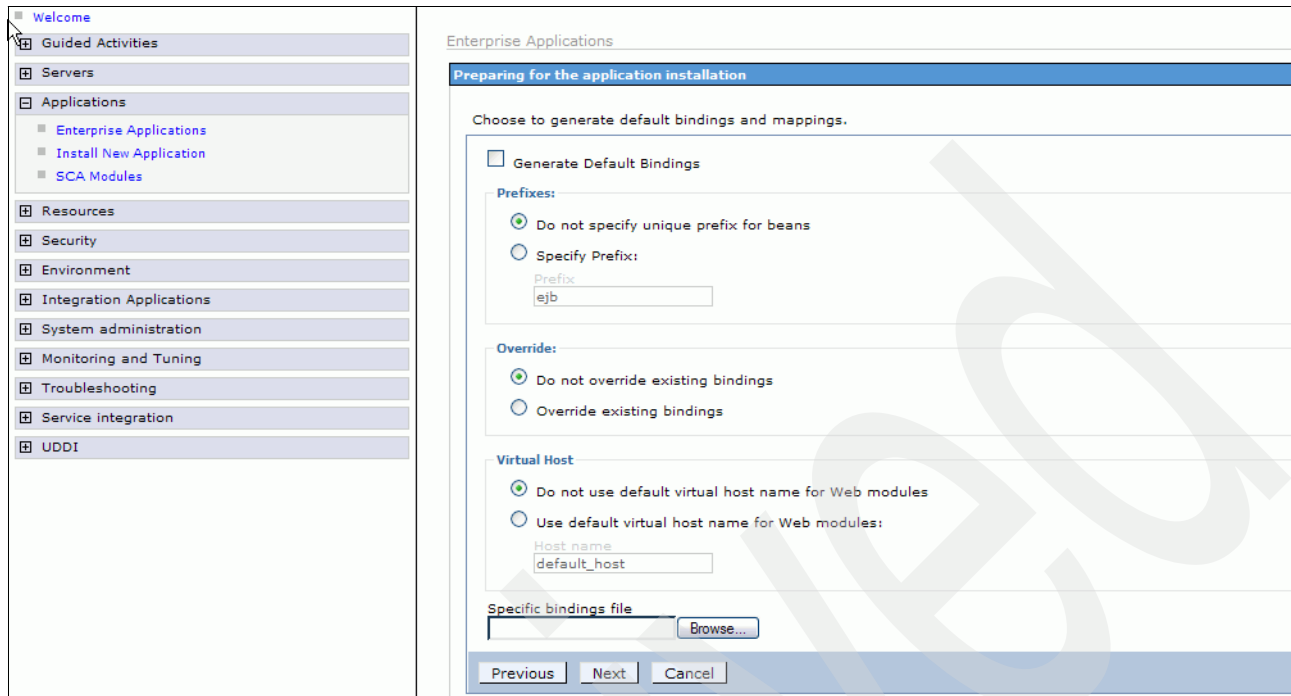 Welcome
Guided Activities
Servers
Applications
Enterprise Applications
Install New Application
SCA Modules
Resources
Security
Environment
Integration Applications
System administration
Monitoring and Tuning
Troubleshooting
Service integration
UDDI
Enterprise Applications
Preparing for the application installation
Choose to generate default bindings and mappings.
Generate Default Bindings
Prefixes:
Do not specify unique prefix for beans
Specify Prefix:
Prefix
ejb
Override:
Do not override existing bindings
Override existing bindings
Virtual Host
Do not use default virtual host name for Web modules
Use default virtual host name for Web modules:
Host name
default_host
Specific bindings file
Browse...
Previous Next Cancel